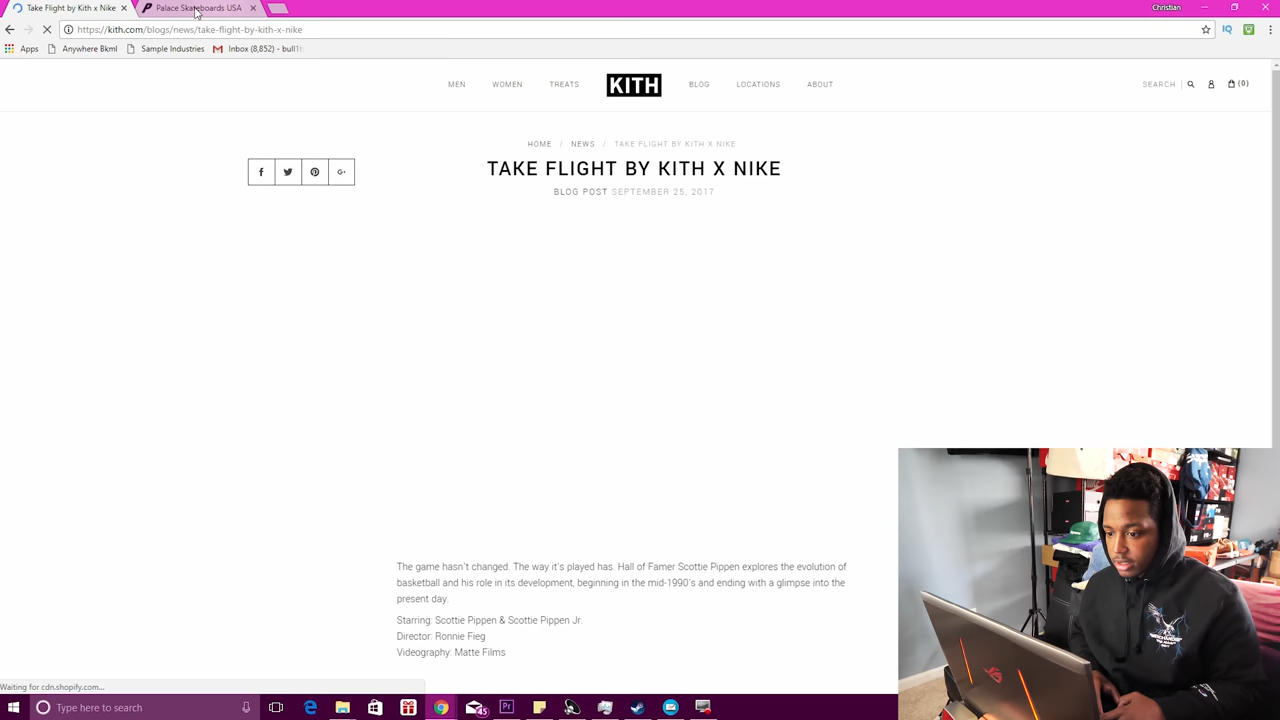 Take Flight by Kith x Nike
Palace Skateboards USA
Christian
https://kith.com/blogs/news/take-flight-by-kith-x-nike
Apps Anywhere Bkml Sample Industries Inbox (8,852) - bull1
MEN WOMEN TREATS KITH BLOG LOCATIONS ABOUT SEARCH (0)
HOME / NEWS / TAKE FLIGHT BY KITH X NIKE
TAKE FLIGHT BY KITH X NIKE
BLOG POST SEPTEMBER 25, 2017
The game hasn't changed. The way it's played has. Hall of Famer Scottie Pippen explores the evolution of
basketball and his role in its development, beginning in the mid-1990's and ending with a glimpse into the
present day.
Starring: Scottie Pippen & Scottie Pippen Jr.
Director: Ronnie Fieg
Videography: Matte Films
Waiting for cdn.shopify.com...
Type here to search
45
Pr